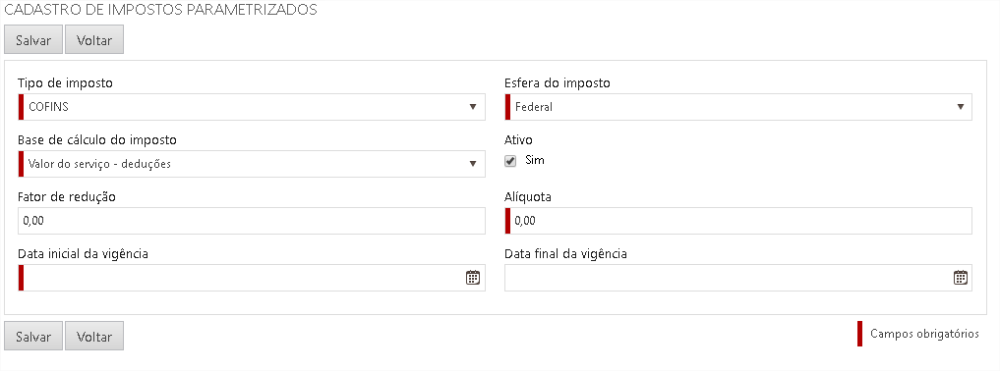 CADASTRO DE IMPOSTOS PARAMETRIZADOS
Salvar Voltar
Tipo de imposto Esfera do imposto
COFINS Federal
Base de cálculo do imposto Ativo
Valor do serviço - deduções Sim
Fator de redução Alíquota
0,00 0,00
Data inicial da vigência Data final da vigência
Salvar Voltar Campos obrigatórios